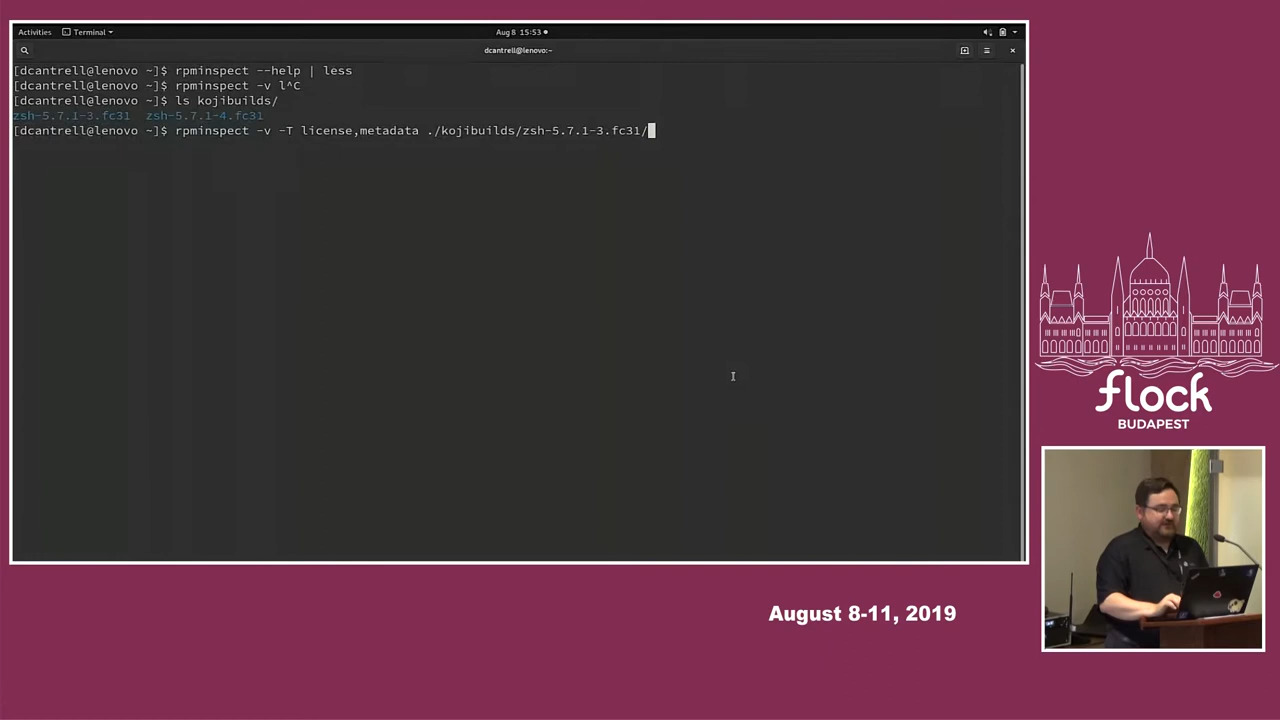 Activities
Terminal
Aug 8 15:53
dcantrell@lenovo:~
[dcantrell@lenovo ~]$ rpminspect --help | less
[dcantrell@lenovo ~]$ rpminspect -v l^C
[dcantrell@lenovo ~]$ ls kojibuilds/
zsh-5.7.1-3.fc31 zsh-5.7.1-4.fc31
[dcantrell@lenovo ~]$ rpminspect -v -T license,metadata ./kojibuilds/zsh-5.7.1-3.fc31/
flock
BUDAPEST
August 8-11, 2019